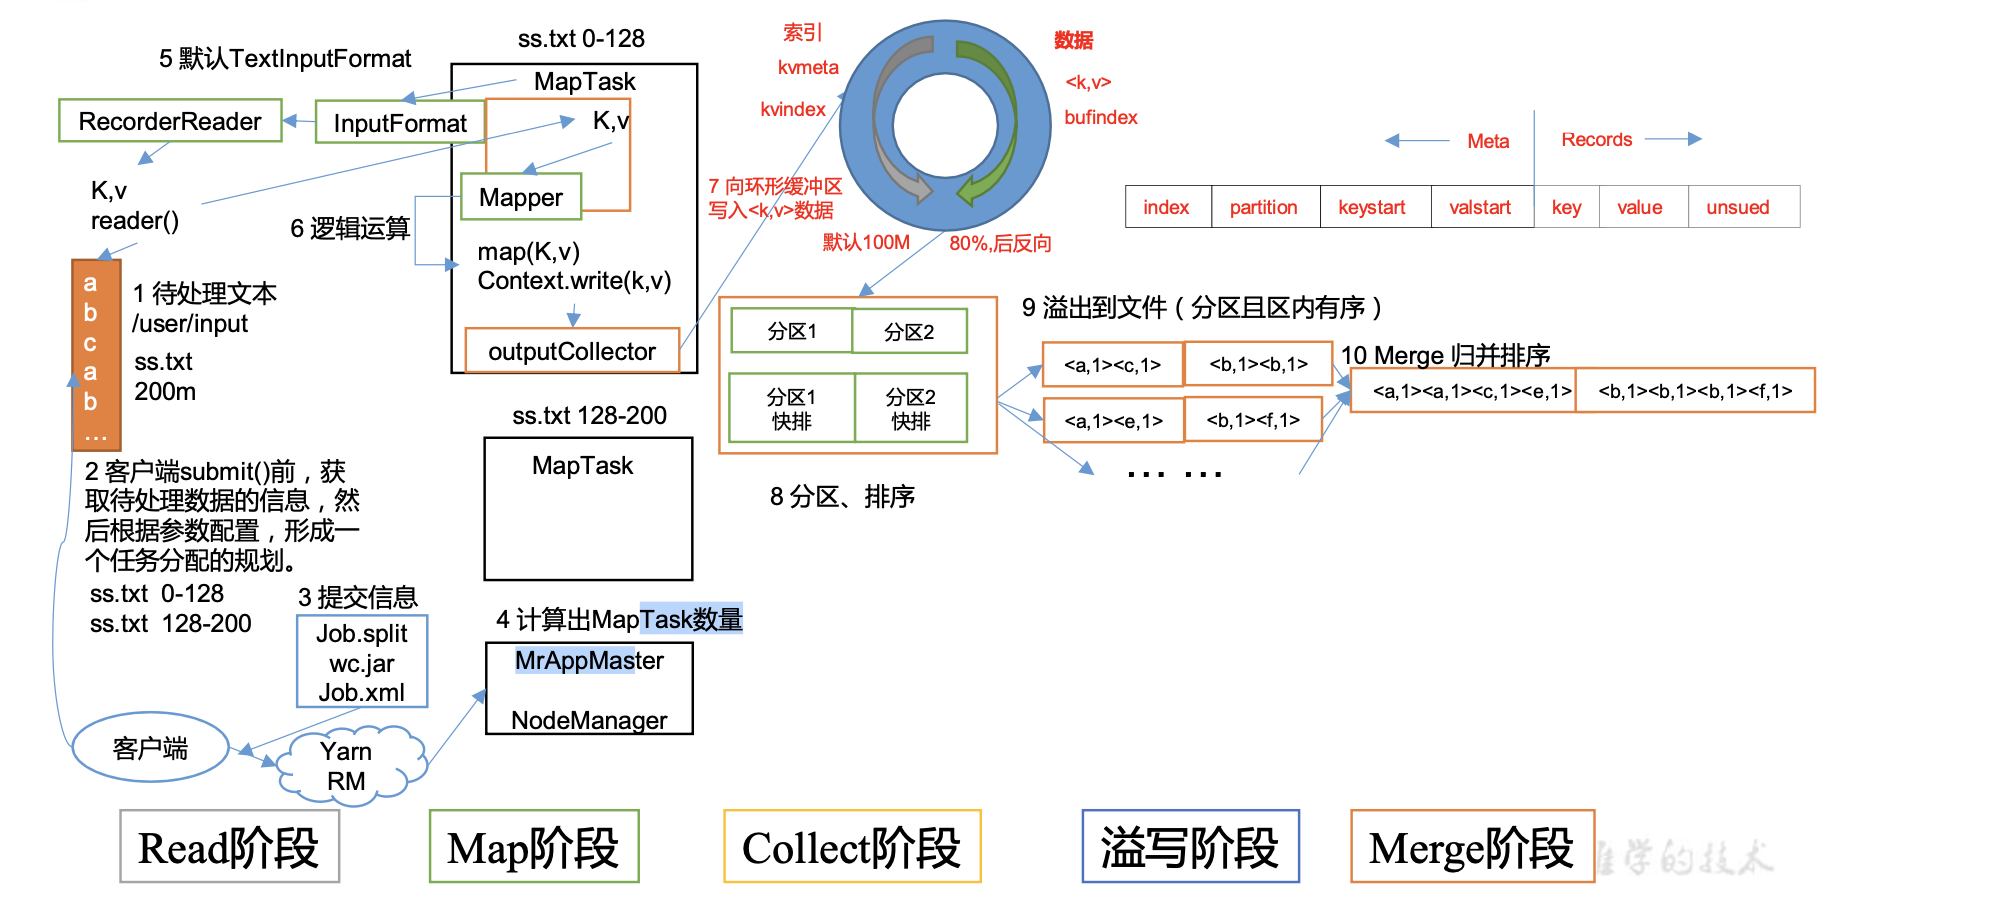 ss.txt 0-128
5 默认TextInputFormat
MapTask
RecorderReader
InputFormat
K,v
K,v
reader()
Mapper
6 逻辑运算
map(K,v)
Context.write(k,v)
outputCollector
a
b
c
a
b
...
1 待处理文本
/user/input
ss.txt
200m
2 客户端submit()前，获
取待处理数据的信息，然
后根据参数配置，形成一
个任务分配的规划。
ss.txt 0-128
ss.txt 128-200
3 提交信息
Job.split
wc.jar
Job.xml
客户端
Yarn
RM
ss.txt 128-200
MapTask
4 计算出MapTask数量
MrAppMaster
NodeManager
索引
kvmeta
kvindex
数据
<k,v>
bufindex
7 向环形缓冲区
写入<k,v>数据
默认100M
80%,后反向
Meta
Records
index
partition
keystart
valstart
key
value
unsued
分区1
分区2
分区1
快排
分区2
快排
8 分区、排序
9 溢出到文件（分区且区内有序）
<a,1><c,1>
<b,1><b,1>
<a,1><e,1>
<b,1><f,1>
... ...
10 Merge 归并排序
<a,1><a,1><c,1><e,1>
<b,1><b,1><b,1><f,1>
Read阶段
Map阶段
Collect阶段
溢写阶段
Merge阶段
学的技术